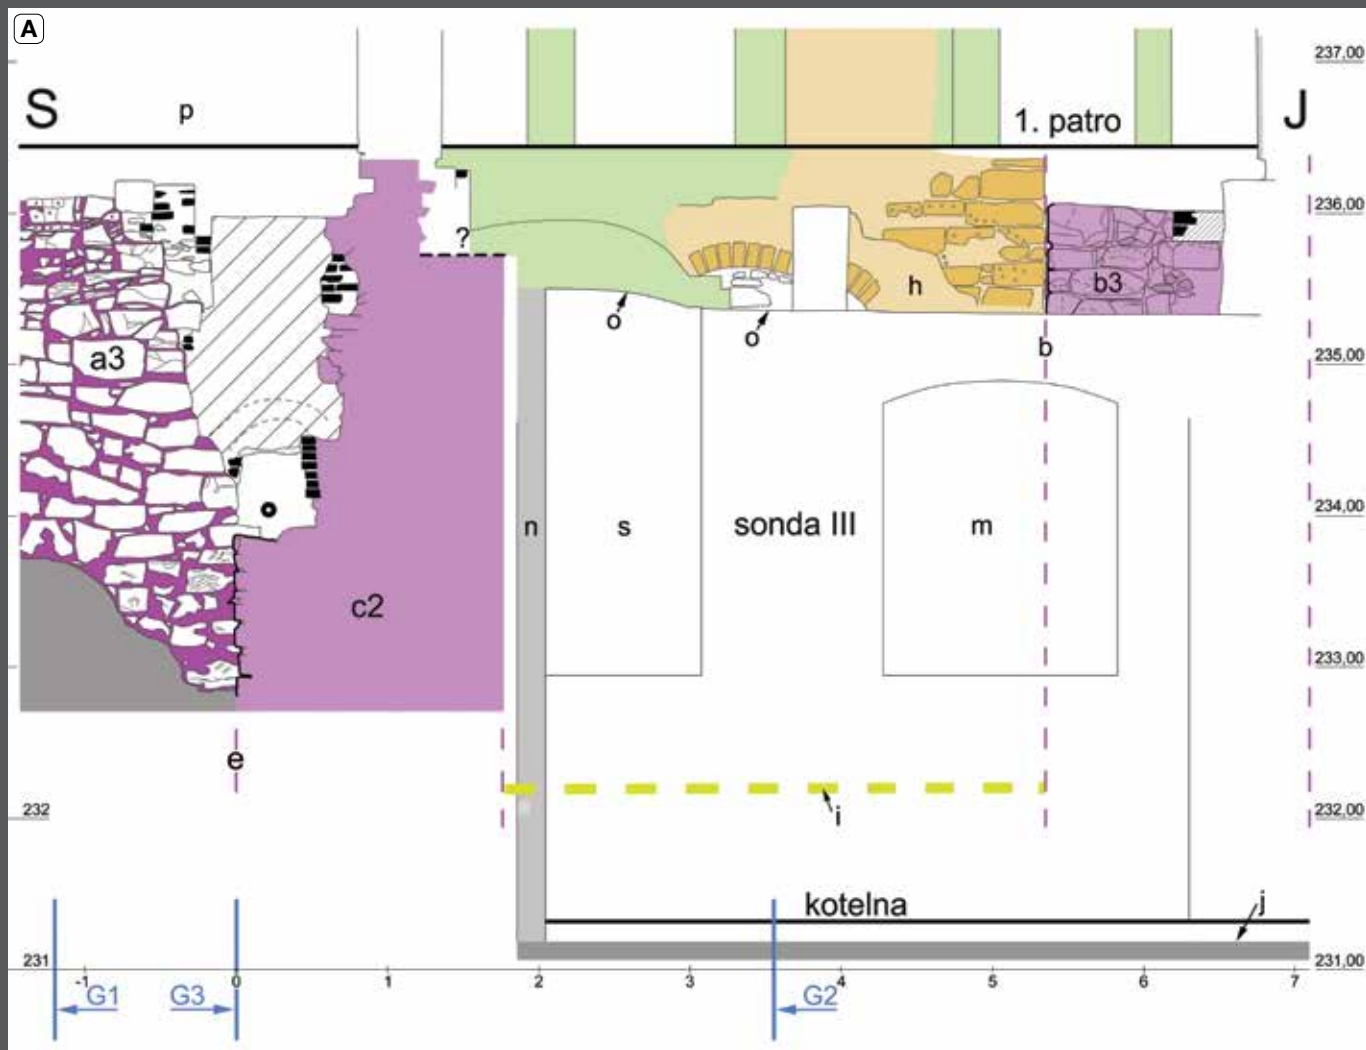 A
237,00
S
p
1. patro
J
236,00
?
h
b3
o
o
a3
b
235,00
n
s
sonda III
m
234,00
c2
233,00
e
i
232
232,00
kotelna
j
231
231,00
-1
0
1
2
3
4
5
6
7
G1
G3
G2